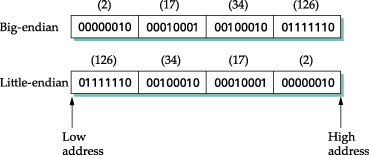 (2) (17) (34) (126)
Big-endian 00000010 00010001 00100010 01111110
(126) (34) (17) (2)
Little-endian 01111110 00100010 00010001 00000010
Low High
address address